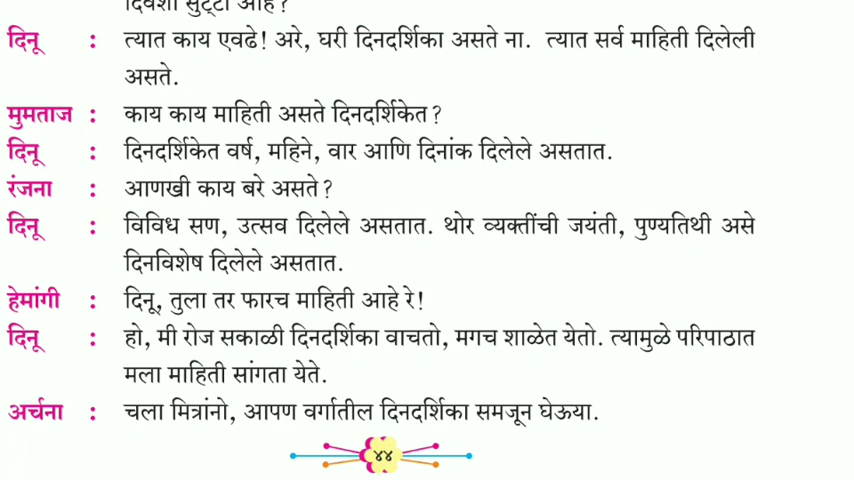 दिवशी सुट्टी आहे?
दिनू : त्यात काय एवढे! अरे, घरी दिनदर्शिका असते ना. त्यात सर्व माहिती दिलेली
असते.
मुमताज : काय काय माहिती असते दिनदर्शिकेत?
दिनू : दिनदर्शिकेत वर्ष, महिने, वार आणि दिनांक दिलेले असतात.
रंजना : आणखी काय बरे असते?
दिनू : विविध सण, उत्सव दिलेले असतात. थोर व्यक्तींची जयंती, पुण्यतिथी असे
दिनविशेष दिलेले असतात.
हेमांगी : दिनू, तुला तर फारच माहिती आहे रे!
दिनू : हो, मी रोज सकाळी दिनदर्शिका वाचतो, मगच शाळेत येतो. त्यामुळे परिपाठात
मला माहिती सांगता येते.
अर्चना : चला मित्रांनो, आपण वर्गातील दिनदर्शिका समजून घेऊया.
४४